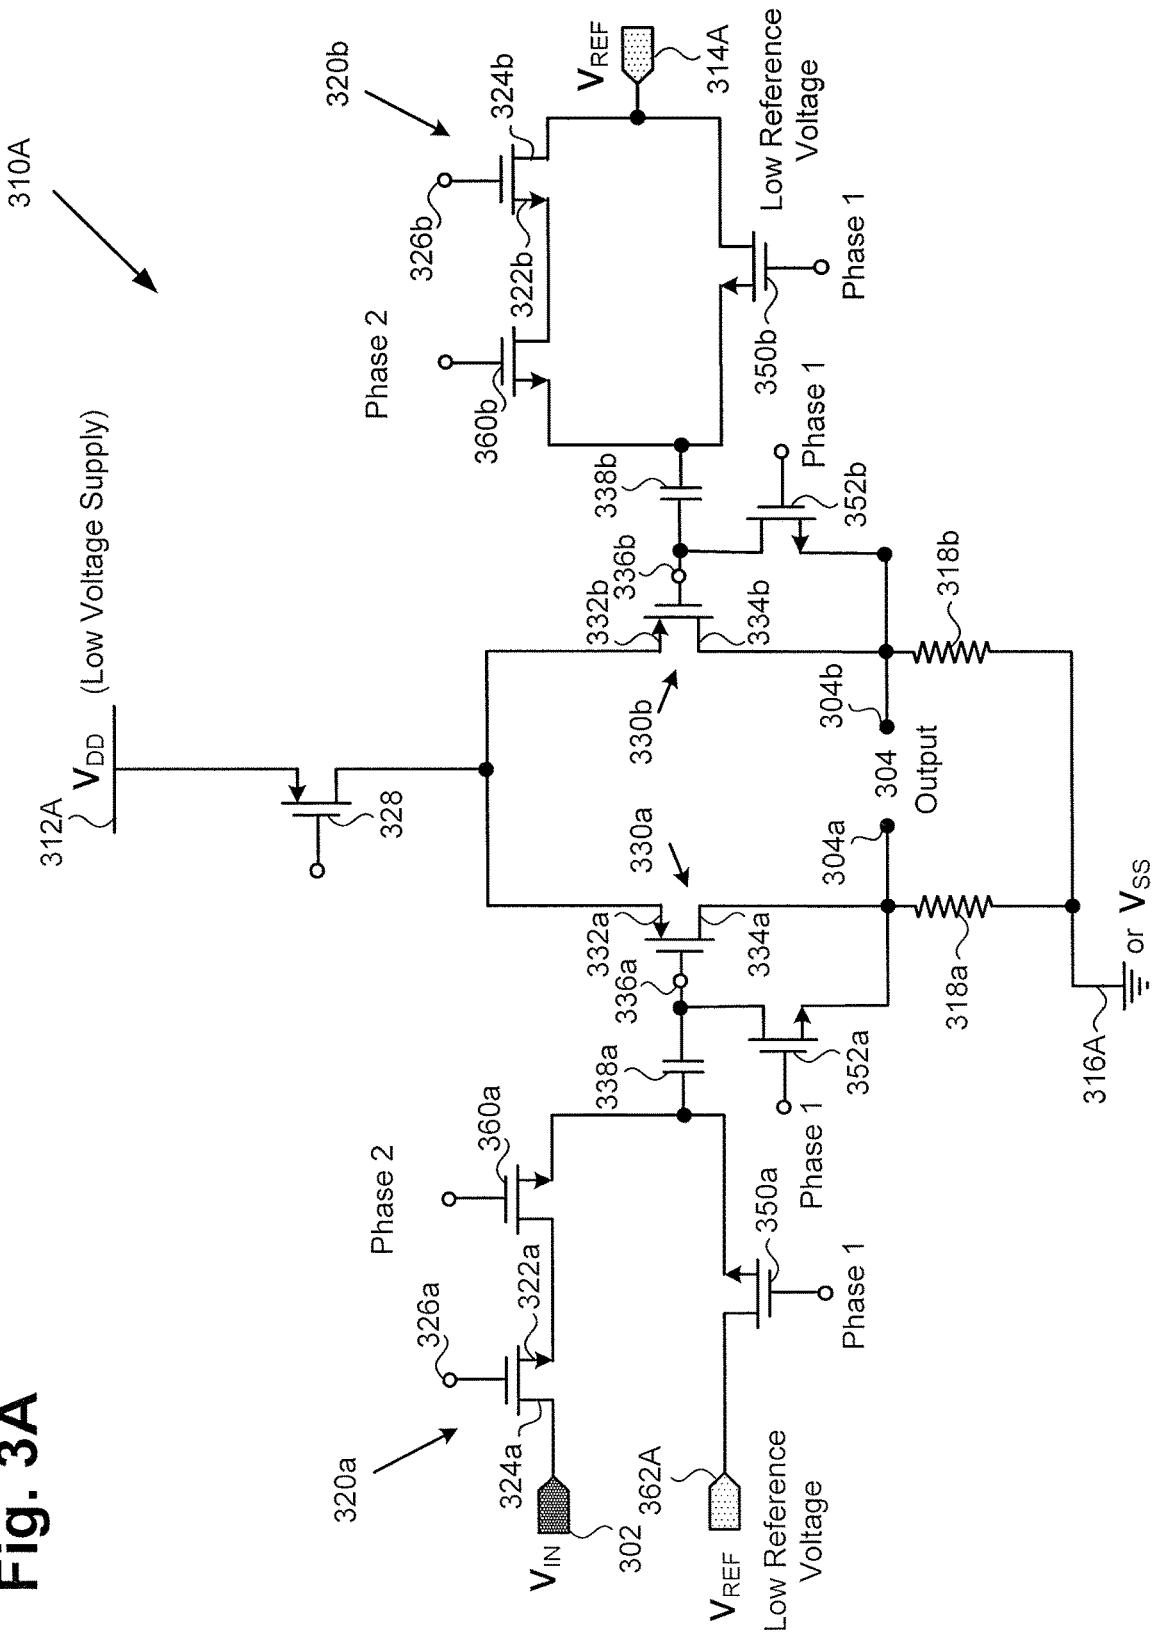 Fig. 3A
310A
312A
V_DD (Low Voltage Supply)
328
320a
326a
324a
322a
Phase 2
360a
V_IN
302
362A
V_REF
Low Reference
Voltage
350a
Phase 1
338a
336a
332a
334a
330a
352a
Phase 1
304a
304
Output
304b
318a
318b
316A
or V_SS
330b
332b
334b
336b
338b
352b
Phase 1
Phase 2
360b
322b
326b
324b
320b
350b
Phase 1
V_REF
314A
Low Reference
Voltage